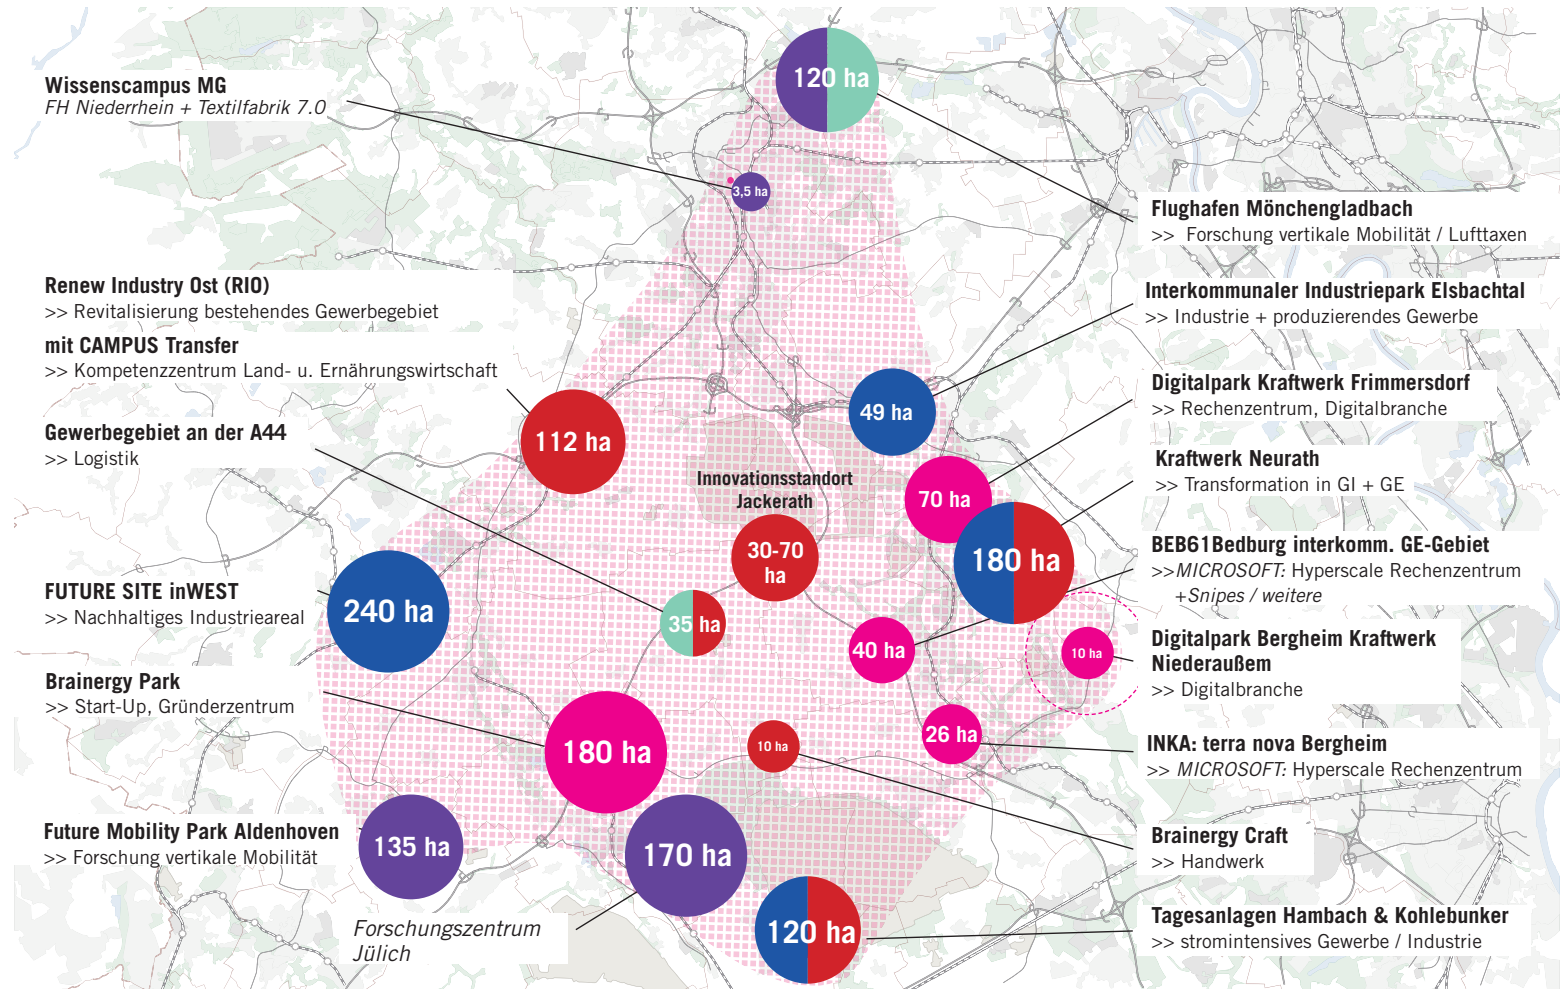 120 ha
Wissenscampus MG
FH Niederrhein + Textilfabrik 7.0
3,5 ha
Flughafen Mönchengladbach
>> Forschung vertikale Mobilität / Lufttaxen
Renew Industry Ost (RIO)
>> Revitalisierung bestehendes Gewerbegebiet
mit CAMPUS Transfer
>> Kompetenzzentrum Land- u. Ernährungswirtschaft
Interkommunaler Industriepark Elsbachtal
>> Industrie + produzierendes Gewerbe
49 ha
Digitalpark Kraftwerk Frimmersdorf
>> Rechenzentrum, Digitalbranche
112 ha
Gewerbegebiet an der A44
>> Logistik
Innovationsstandort
Jackerath
70 ha
Kraftwerk Neurath
>> Transformation in GI + GE
30-70
ha
180 ha
BEB61Bedburg interkomm. GE-Gebiet
>>MICROSOFT: Hyperscale Rechenzentrum
+Snipes / weitere
FUTURE SITE inWEST
>> Nachhaltiges Industrieareal
240 ha
35 ha
40 ha
10 ha
Digitalpark Bergheim Kraftwerk
Niederaußem
>> Digitalbranche
Brainergy Park
>> Start-Up, Gründerzentrum
180 ha
10 ha
26 ha
INKA: terra nova Bergheim
>> MICROSOFT: Hyperscale Rechenzentrum
Future Mobility Park Aldenhoven
>> Forschung vertikale Mobilität
135 ha
170 ha
Brainergy Craft
>> Handwerk
Forschungszentrum
Jülich
120 ha
Tagesanlagen Hambach & Kohlebunker
>> stromintensives Gewerbe / Industrie